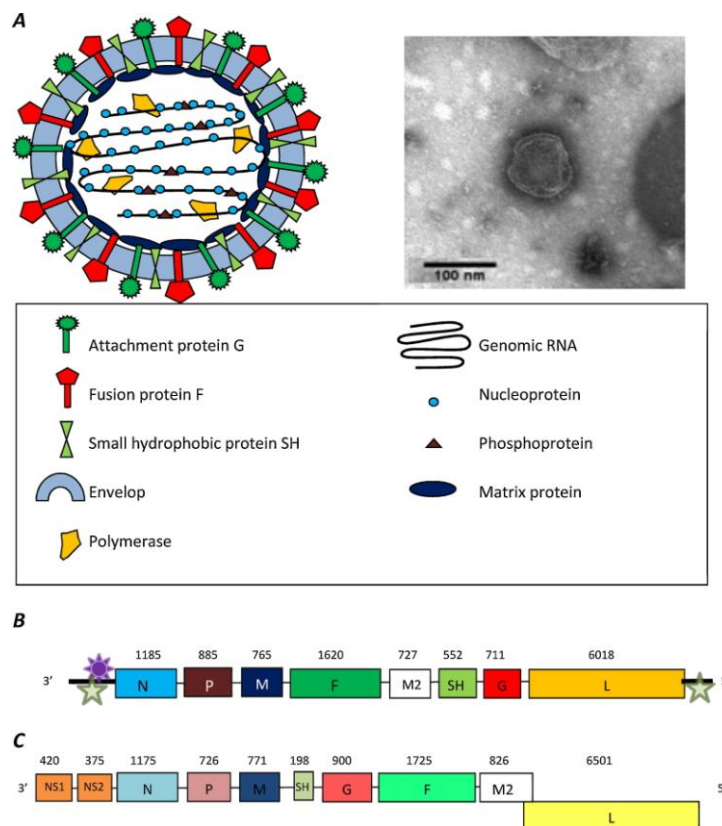 A
100 nm
Attachment protein G
Fusion protein F
Small hydrophobic protein SH
Envelop
Polymerase
Genomic RNA
Nucleoprotein
Phosphoprotein
Matrix protein
B
1185 885 765 1620 727 552 711 6018
3’ N P M F M2 SH G L
C
420 375 1175 726 771 198 900 1725 826 6501
3’ NS1 NS2 N P M SH G F M2
L